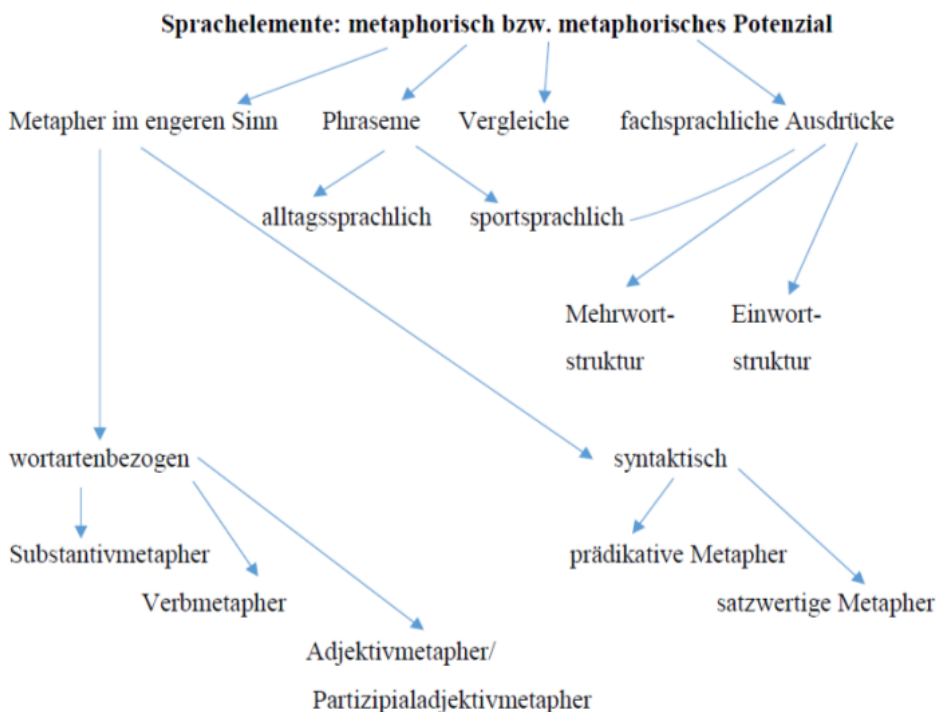 Sprachelemente: metaphorisch bzw. metaphorisches Potenzial
Metapher im engeren Sinn
Phraseme
Vergleiche
fachsprachliche Ausdrücke
alltagssprachlich
sportsprachlich
Mehrwort-
struktur
Einwort-
struktur
wortartenbezogen
syntaktisch
Substantivmetapher
prädikative Metapher
Verbmetapher
satzwertige Metapher
Adjektivmetapher/
Partizipialadjektivmetapher